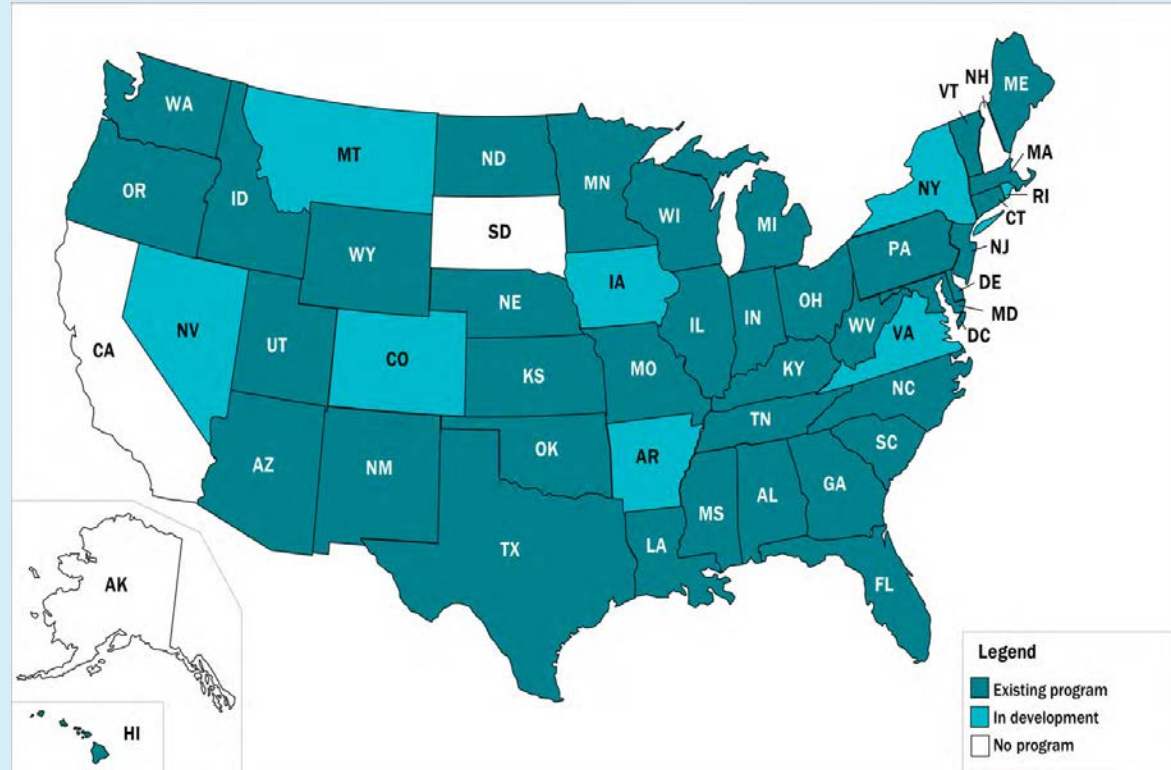 NH
ME
VT
WA
MT
ND
MA
MN
OR
ID
NY
RI
WI
SD
CT
MI
WY
PA
NJ
IA
DE
NE
OH
MD
NV
IL
IN
WV
VA
DC
UT
CA
CO
KS
MO
KY
NC
TN
OK
SC
AZ
NM
AR
AL
GA
MS
TX
LA
AK
FL
Legend
Existing program
In development
HI
No program